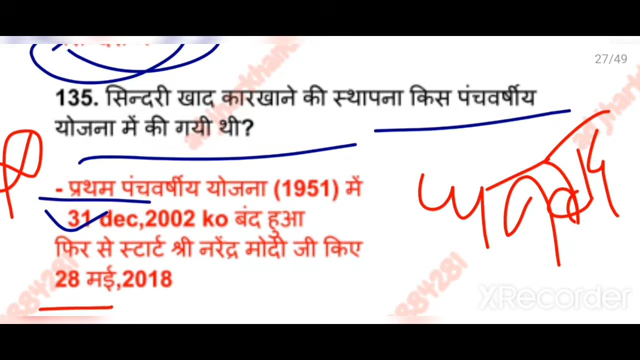 27/49
135. सिन्दरी खाद कारखाने की स्थापना किस पंचवर्षीय
योजना में की गयी थी?
- प्रथम पंचवर्षीय योजना (1951) में
31 dec,2002 ko बंद हुआ
फिर से स्टार्ट श्री नरेंद्र मोदी जी किए
28 मई,2018
XRecorder